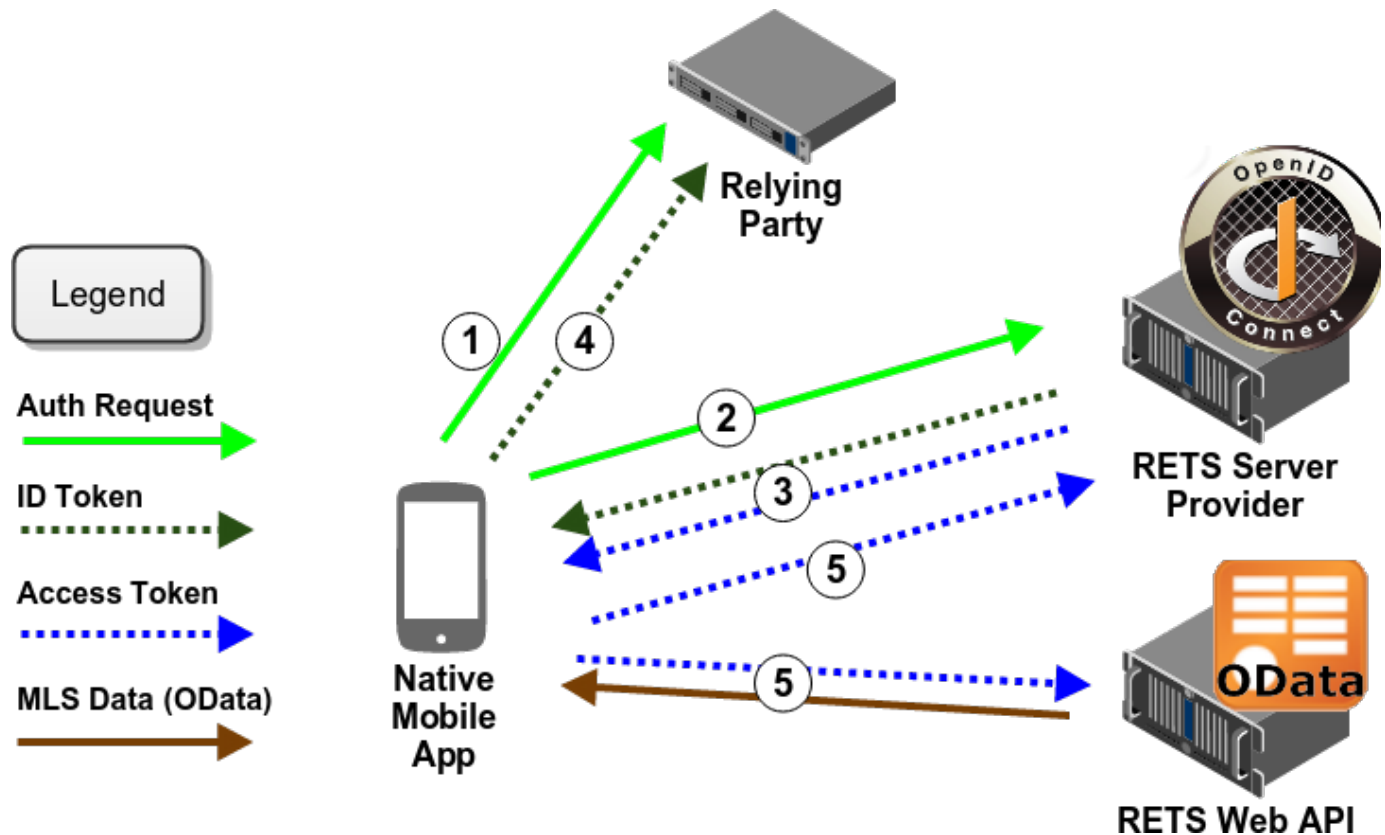 Relying
Party
OpenID
Connect
Legend
1
4
Auth Request
2
ID Token
3
RETS Server
Provider
Access Token
5
OData
MLS Data (OData)
5
Native
Mobile
App
RETS Web API